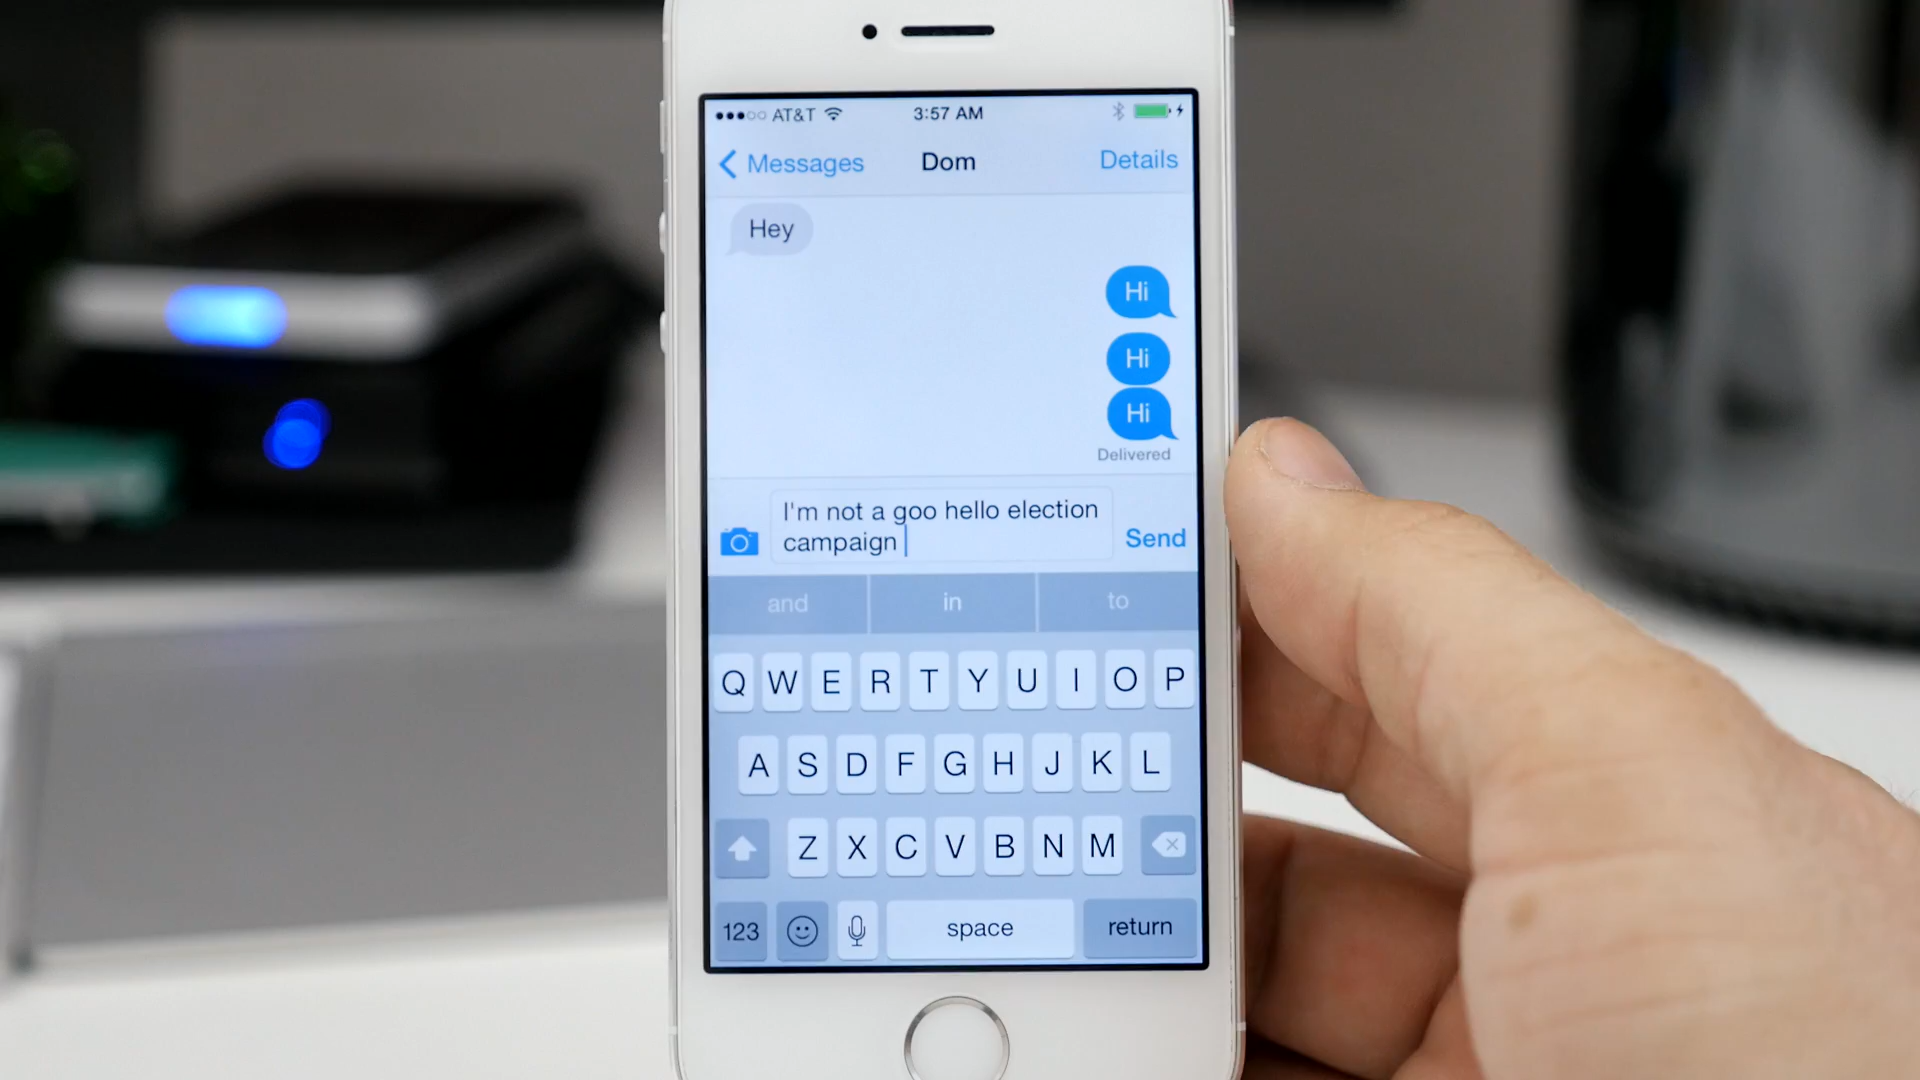 AT&T 3:57 AM
Messages Dom Details
Hey
Hi
Hi
Hi
Delivered
I'm not a goo hello election
campaign
Send
and in to
Q W E R T Y U I O P
A S D F G H J K L
Z X C V B N M
123 space return